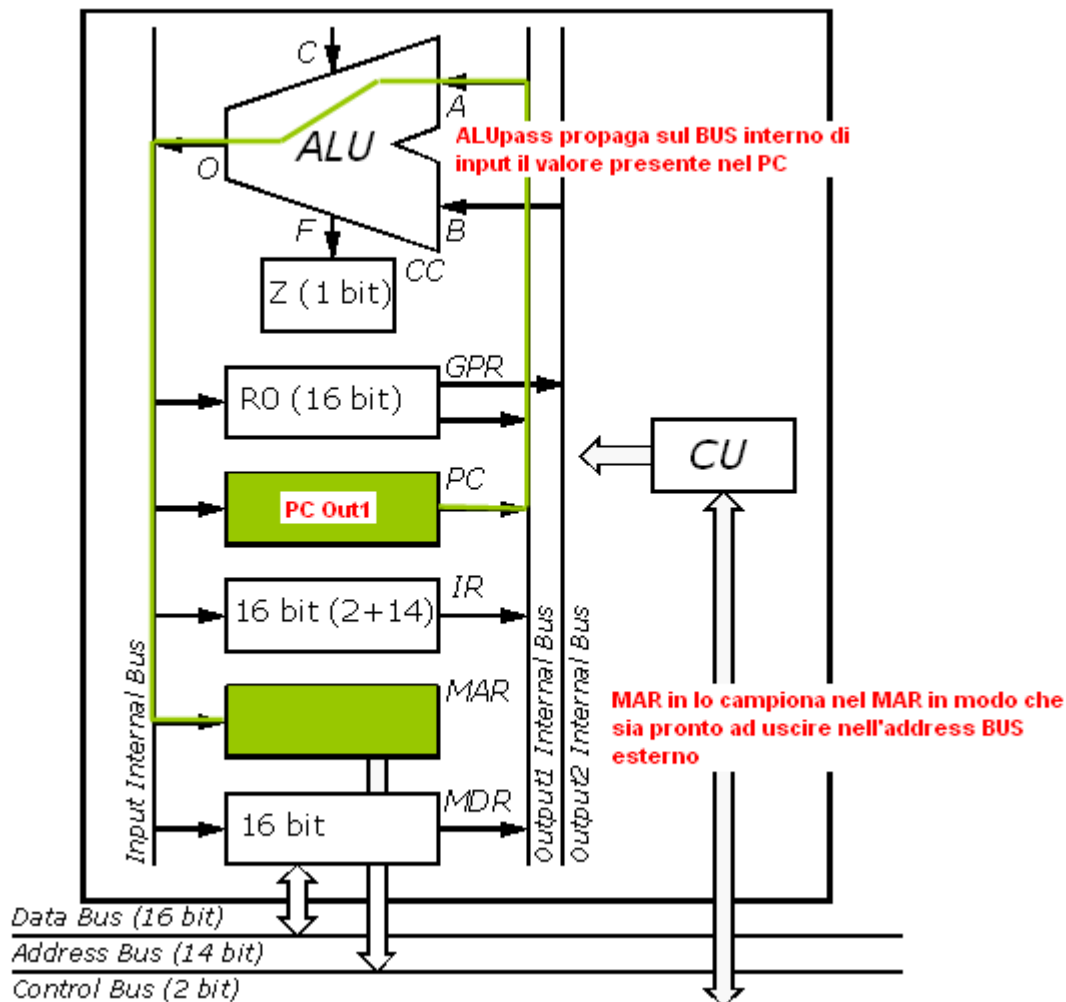 C
A
ALU
ALUpass propaga sul BUS interno di
input il valore presente nel PC
O
F
B
CC
Z (1 bit)
GPR
R0 (16 bit)
CU
PC
PC Out1
IR
16 bit (2+14)
MAR
MAR in lo campiona nel MAR in modo che
sia pronto ad uscire nell'address BUS
esterno
MDR
16 bit
Input Internal Bus
Output1 Internal Bus
Output2 Internal Bus
Data Bus (16 bit)
Address Bus (14 bit)
Control Bus (2 bit)